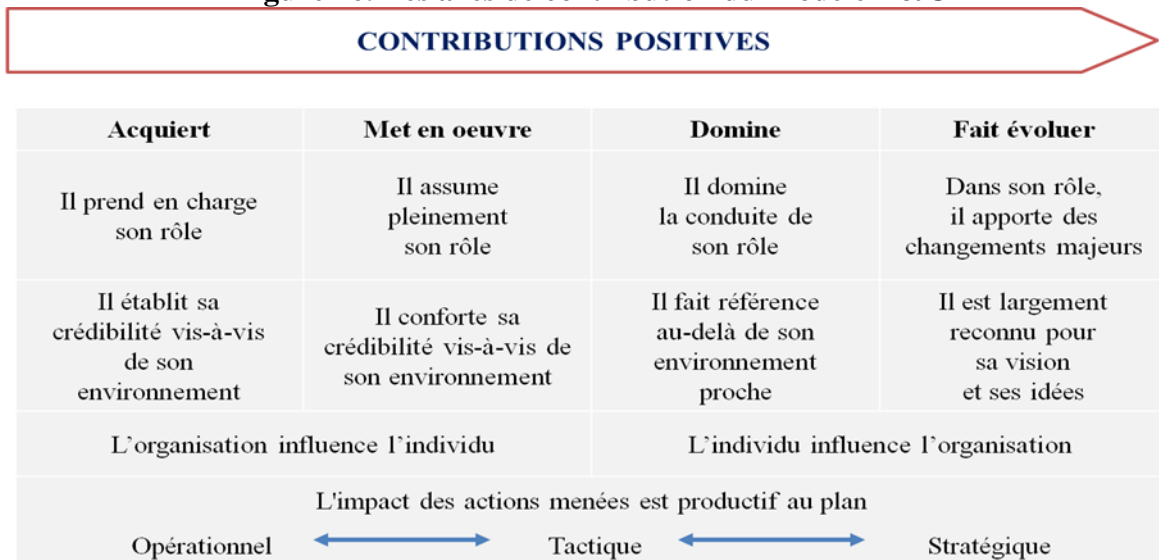 CONTRIBUTIONS POSITIVES
Acquiert
Met en oeuvre
Domine
Fait évoluer
Il prend en charge
son rôle
Il assume
pleinement
son rôle
Il domine
la conduite de
son rôle
Dans son rôle,
il apporte des
changements majeurs
Il établit sa
crédibilité vis-à-vis
de son
environnement
Il conforte sa
crédibilité vis-à-vis de
son environnement
Il fait référence
au-delà de son
environnement
proche
Il est largement
reconnu pour
sa vision
et ses idées
L'organisation influence l'individu
L'individu influence l'organisation
L'impact des actions menées est productif au plan
Opérationnel
Tactique
Stratégique